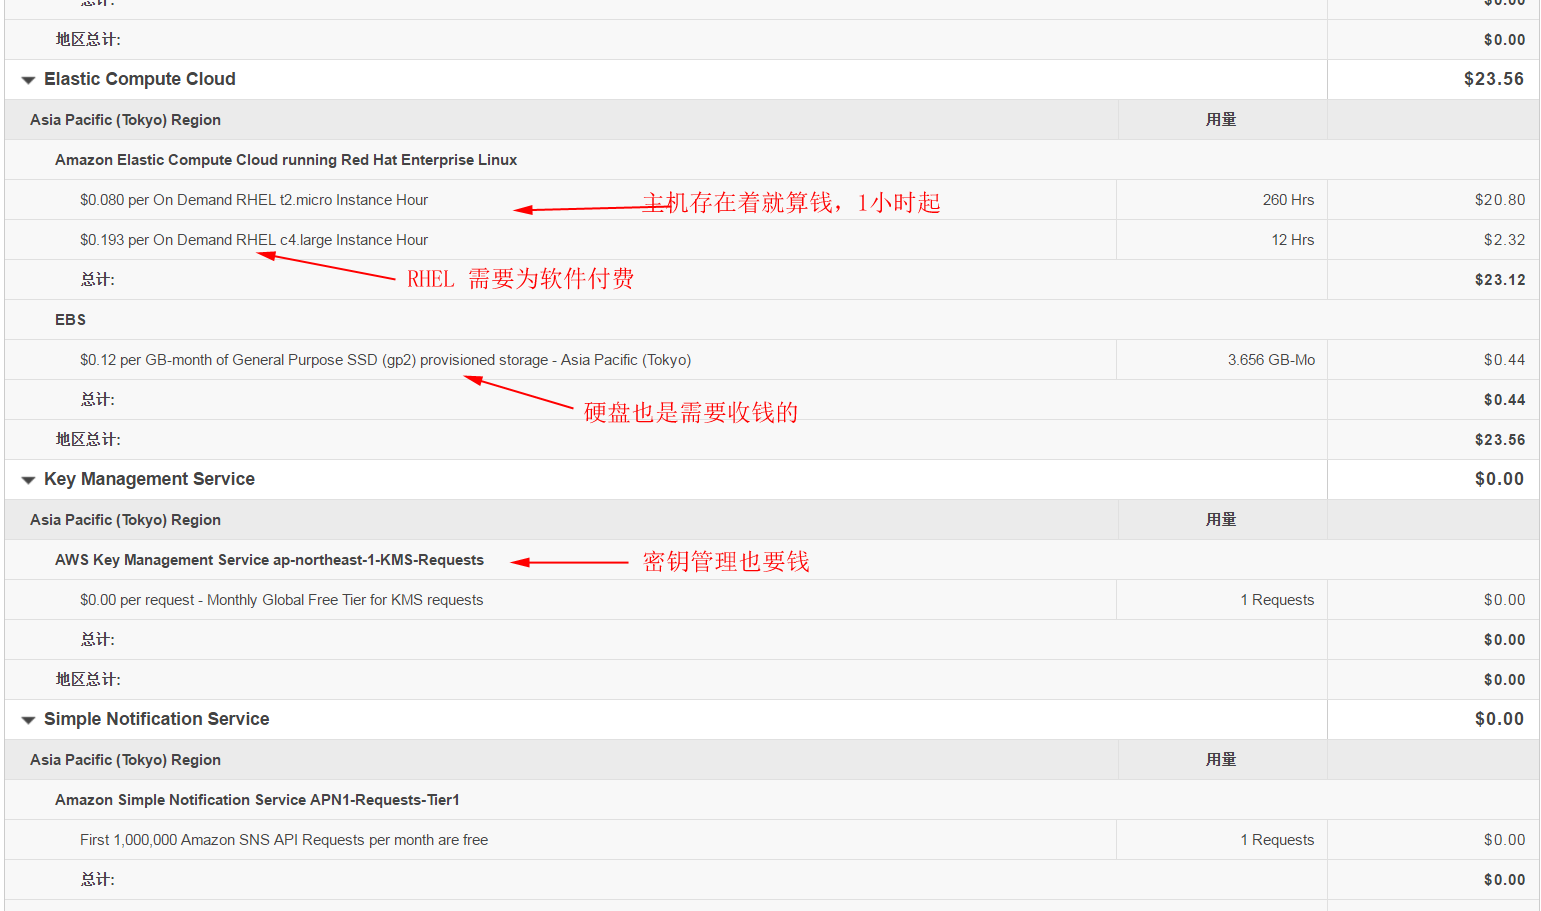 总计: $0.00
地区总计: $0.00
Elastic Compute Cloud $23.56
Asia Pacific (Tokyo) Region 用量
Amazon Elastic Compute Cloud running Red Hat Enterprise Linux
$0.080 per On Demand RHEL t2.micro Instance Hour 主机存在着就算钱，1小时起 260 Hrs $20.80
$0.193 per On Demand RHEL c4.large Instance Hour 12 Hrs $2.32
总计: RHEL 需要为软件付费 $23.12
EBS
$0.12 per GB-month of General Purpose SSD (gp2) provisioned storage - Asia Pacific (Tokyo) 3.656 GB-Mo $0.44
总计: 硬盘也是需要收钱的 $0.44
地区总计: $23.56
Key Management Service $0.00
Asia Pacific (Tokyo) Region 用量
AWS Key Management Service ap-northeast-1-KMS-Requests 密钥管理也要钱
$0.00 per request - Monthly Global Free Tier for KMS requests 1 Requests $0.00
总计: $0.00
地区总计: $0.00
Simple Notification Service $0.00
Asia Pacific (Tokyo) Region 用量
Amazon Simple Notification Service APN1-Requests-Tier1
First 1,000,000 Amazon SNS API Requests per month are free 1 Requests $0.00
总计: $0.00